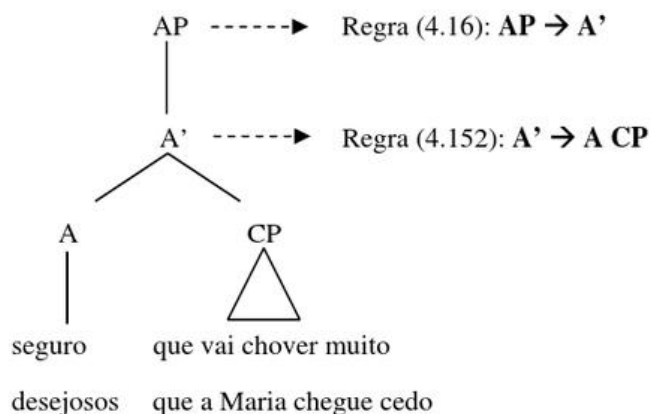 AP Regra (4.16): AP → A’
A’ Regra (4.152): A’ → A CP
A CP
seguro que vai chover muito
desejosos que a Maria chegue cedo